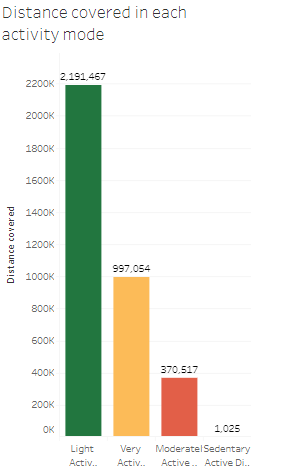 Distance covered in each
activity mode
2,191,467
2200K
2000K
1800K
1600K
1400K
1200K
997,054
1000K
800K
600K
370,517
400K
200K
1,025
0K
Distance covered
Light Very Moderatel Sedentary
Activ.. Activ.. Active .. Active Di..